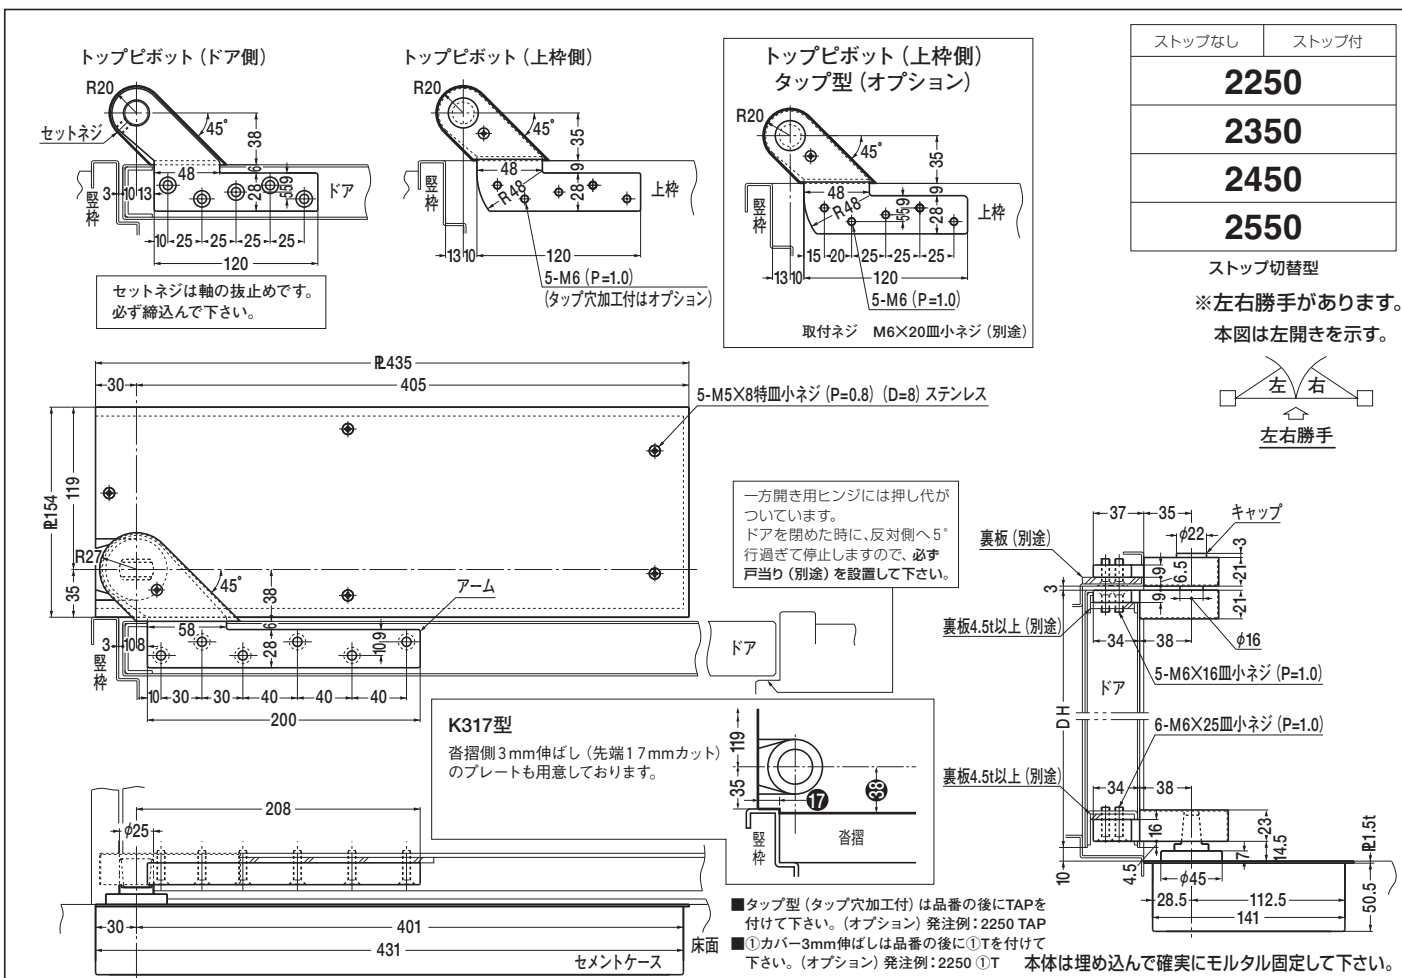 トップピボット（ドア側）
R20
セットネジ
45°
38
48
6
28
5.5
9
3
10
13
竪枠
ドア
10
25
25
25
25
120
セットネジは軸の抜止めです。
必ず締込んで下さい。
トップピボット（上枠側）
R20
45°
35
48
9
R48
28
竪枠
上枠
13
10
120
5-M6（P=1.0）
（タップ穴加工付はオプション）
トップピボット（上枠側）
タップ型（オプション）
R20
45°
35
48
9
R48
5.5
28
竪枠
上枠
15
20
25
25
25
13
10
120
5-M6（P=1.0）
取付ネジ　M6×20皿小ネジ（別途）
ストップなし
ストップ付
2250
2350
2450
2550
ストップ切替型
※左右勝手があります。
本図は左開きを示す。
左
右
左右勝手
PL435
30
405
5-M5×8特皿小ネジ（P=0.8）（D=8）ステンレス
PL154
119
35
R27
45°
38
アーム
58
6
28
10.9
3
10
8
竪枠
ドア
10
30
30
40
40
40
200
一方開き用ヒンジには押し代が
ついています。
ドアを閉めた時に、反対側へ5°
行過ぎて停止しますので、必ず
戸当り（別途）を設置して下さい。
K317型
沓摺側3mm伸ばし（先端17mmカット）
のプレートも用意しております。
119
35
17
38
竪枠
沓摺
208
φ25
30
401
431
床面
セメントケース
37
35
キャップ
φ22
3
裏板（別途）
9
6.5
21
3
9
21
裏板4.5t以上（別途）
34
38
φ16
5-M6×16皿小ネジ（P=1.0）
ドア
DH
6-M6×25皿小ネジ（P=1.0）
裏板4.5t以上（別途）
34
38
16
23
14.5
7
4.5
10
φ45
PL1.5t
28.5
112.5
141
50.5
■タップ型（タップ穴加工付）は品番の後にTAPを
付けて下さい。（オプション）発注例：2250 TAP
■①カバー3mm伸ばしは品番の後に①Tを付けて
下さい。（オプション）発注例：2250 ①T
本体は埋め込んで確実にモルタル固定して下さい。